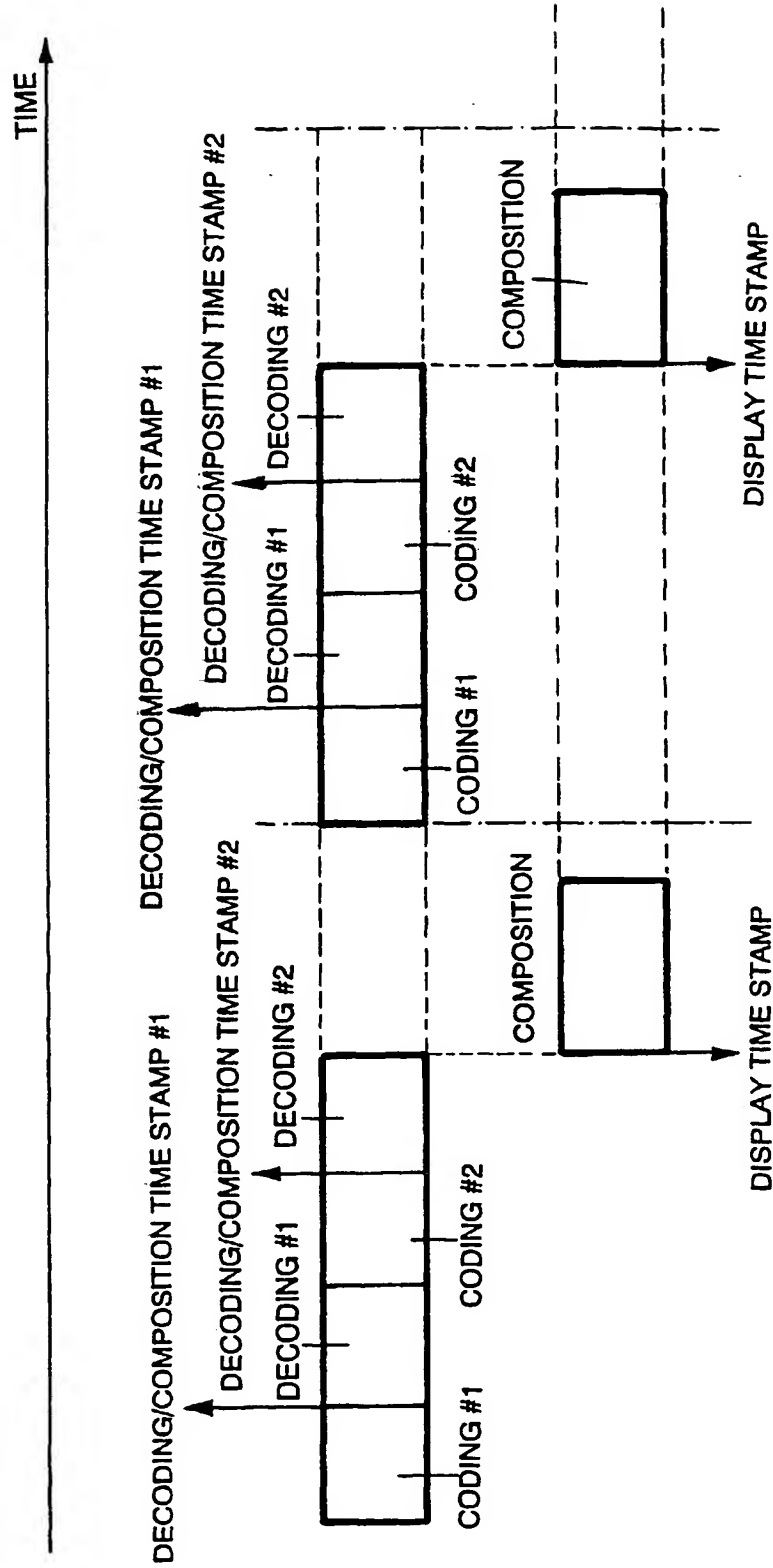 TIME
DECODING/COMPOSITION TIME STAMP #1
DECODING/COMPOSITION TIME STAMP #1
DECODING/COMPOSITION TIME STAMP #2
DECODING/COMPOSITION TIME STAMP #2
DECODING #1
DECODING #2
DECODING #1
DECODING #2
CODING #1
CODING #2
CODING #1
CODING #2
COMPOSITION
COMPOSITION
DISPLAY TIME STAMP
DISPLAY TIME STAMP